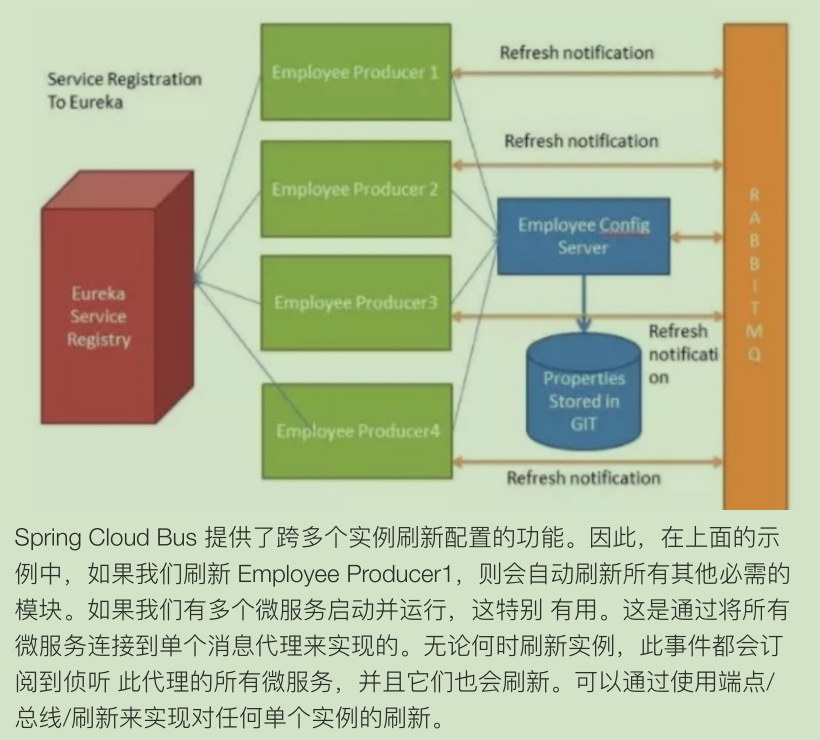 Service Registration
To Eureka
Employee Producer 1
Refresh notification
Employee Producer 2
Refresh notification
R
A
B
B
I
T
M
Q
Employee Config
Server
Eureka
Service
Registry
Employee Producer3
Refresh
notificati
on
Properties
Stored in
GIT
Employee Producer4
Refresh notification
Spring Cloud Bus 提供了跨多个实例刷新配置的功能。因此，在上面的示
例中，如果我们刷新 Employee Producer1，则会自动刷新所有其他必需的
模块。如果我们有多个微服务启动并运行，这特别 有用。这是通过将所有
微服务连接到单个消息代理来实现的。无论何时刷新实例，此事件都会订
阅到侦听 此代理的所有微服务，并且它们也会刷新。可以通过使用端点/
总线/刷新来实现对任何单个实例的刷新。